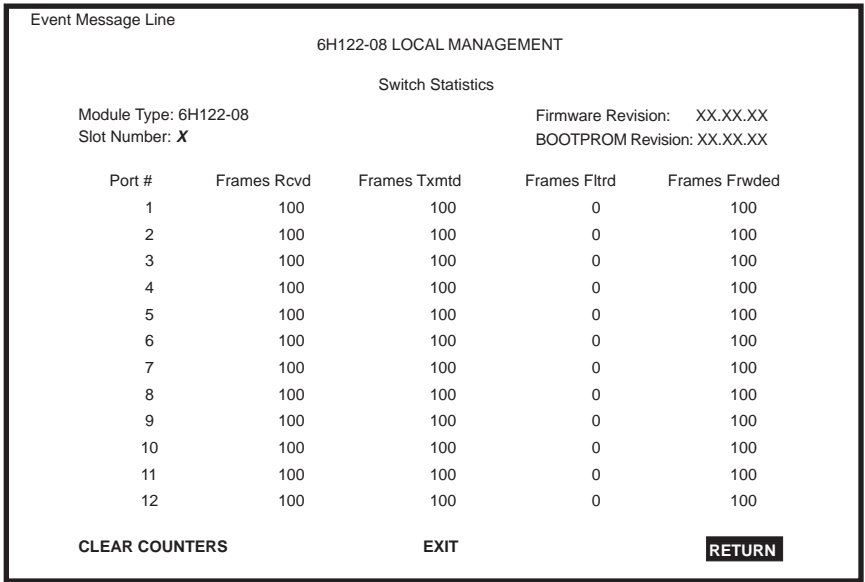 Event Message Line
6H122-08 LOCAL MANAGEMENT
Switch Statistics
Module Type: 6H122-08 Firmware Revision: XX.XX.XX
Slot Number: X BOOTPROM Revision: XX.XX.XX
Port # Frames Rcvd Frames Txmtd Frames Fltrd Frames Frwded
1 100 100 0 100
2 100 100 0 100
3 100 100 0 100
4 100 100 0 100
5 100 100 0 100
6 100 100 0 100
7 100 100 0 100
8 100 100 0 100
9 100 100 0 100
10 100 100 0 100
11 100 100 0 100
12 100 100 0 100
CLEAR COUNTERS EXIT RETURN